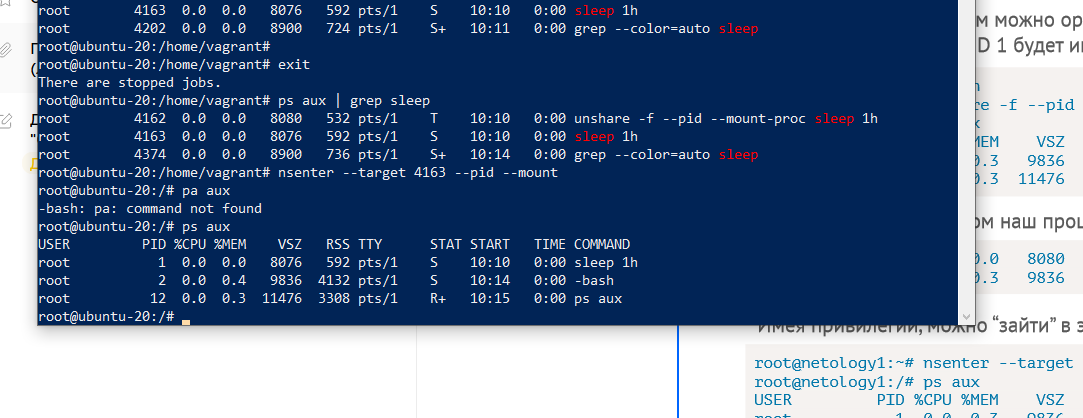 root 4163 0.0 0.0 8076 592 pts/1 S 10:10 0:00 sleep 1h
root 4202 0.0 0.0 8900 724 pts/1 S+ 10:11 0:00 grep --color=auto sleep
root@ubuntu-20:/home/vagrant#
root@ubuntu-20:/home/vagrant# exit
There are stopped jobs.
root@ubuntu-20:/home/vagrant# ps aux | grep sleep
root 4162 0.0 0.0 8080 532 pts/1 T 10:10 0:00 unshare -f --pid --mount-proc sleep 1h
root 4163 0.0 0.0 8076 592 pts/1 S 10:10 0:00 sleep 1h
root 4374 0.0 0.0 8900 736 pts/1 S+ 10:14 0:00 grep --color=auto sleep
root@ubuntu-20:/home/vagrant# nsenter --target 4163 --pid --mount
root@ubuntu-20:/# pa aux
-bash: pa: command not found
root@ubuntu-20:/# ps aux
USER PID %CPU %MEM VSZ RSS TTY STAT START TIME COMMAND
root 1 0.0 0.0 8076 592 pts/1 S 10:10 0:00 sleep 1h
root 2 0.0 0.4 9836 4132 pts/1 S 10:14 0:00 -bash
root 12 0.0 0.3 11476 3308 pts/1 R+ 10:15 0:00 ps aux
root@ubuntu-20:/#
м можно ор
D 1 будет и
re -f --pid
MEM VSZ
0.3 9836
0.3 11476
ом наш проц
0.0 8080
0.3 9836
Имея привилегии, можно “зайти” в з
root@netology1:~# nsenter --target
root@netology1:/# ps aux
USER PID %CPU %MEM VSZ